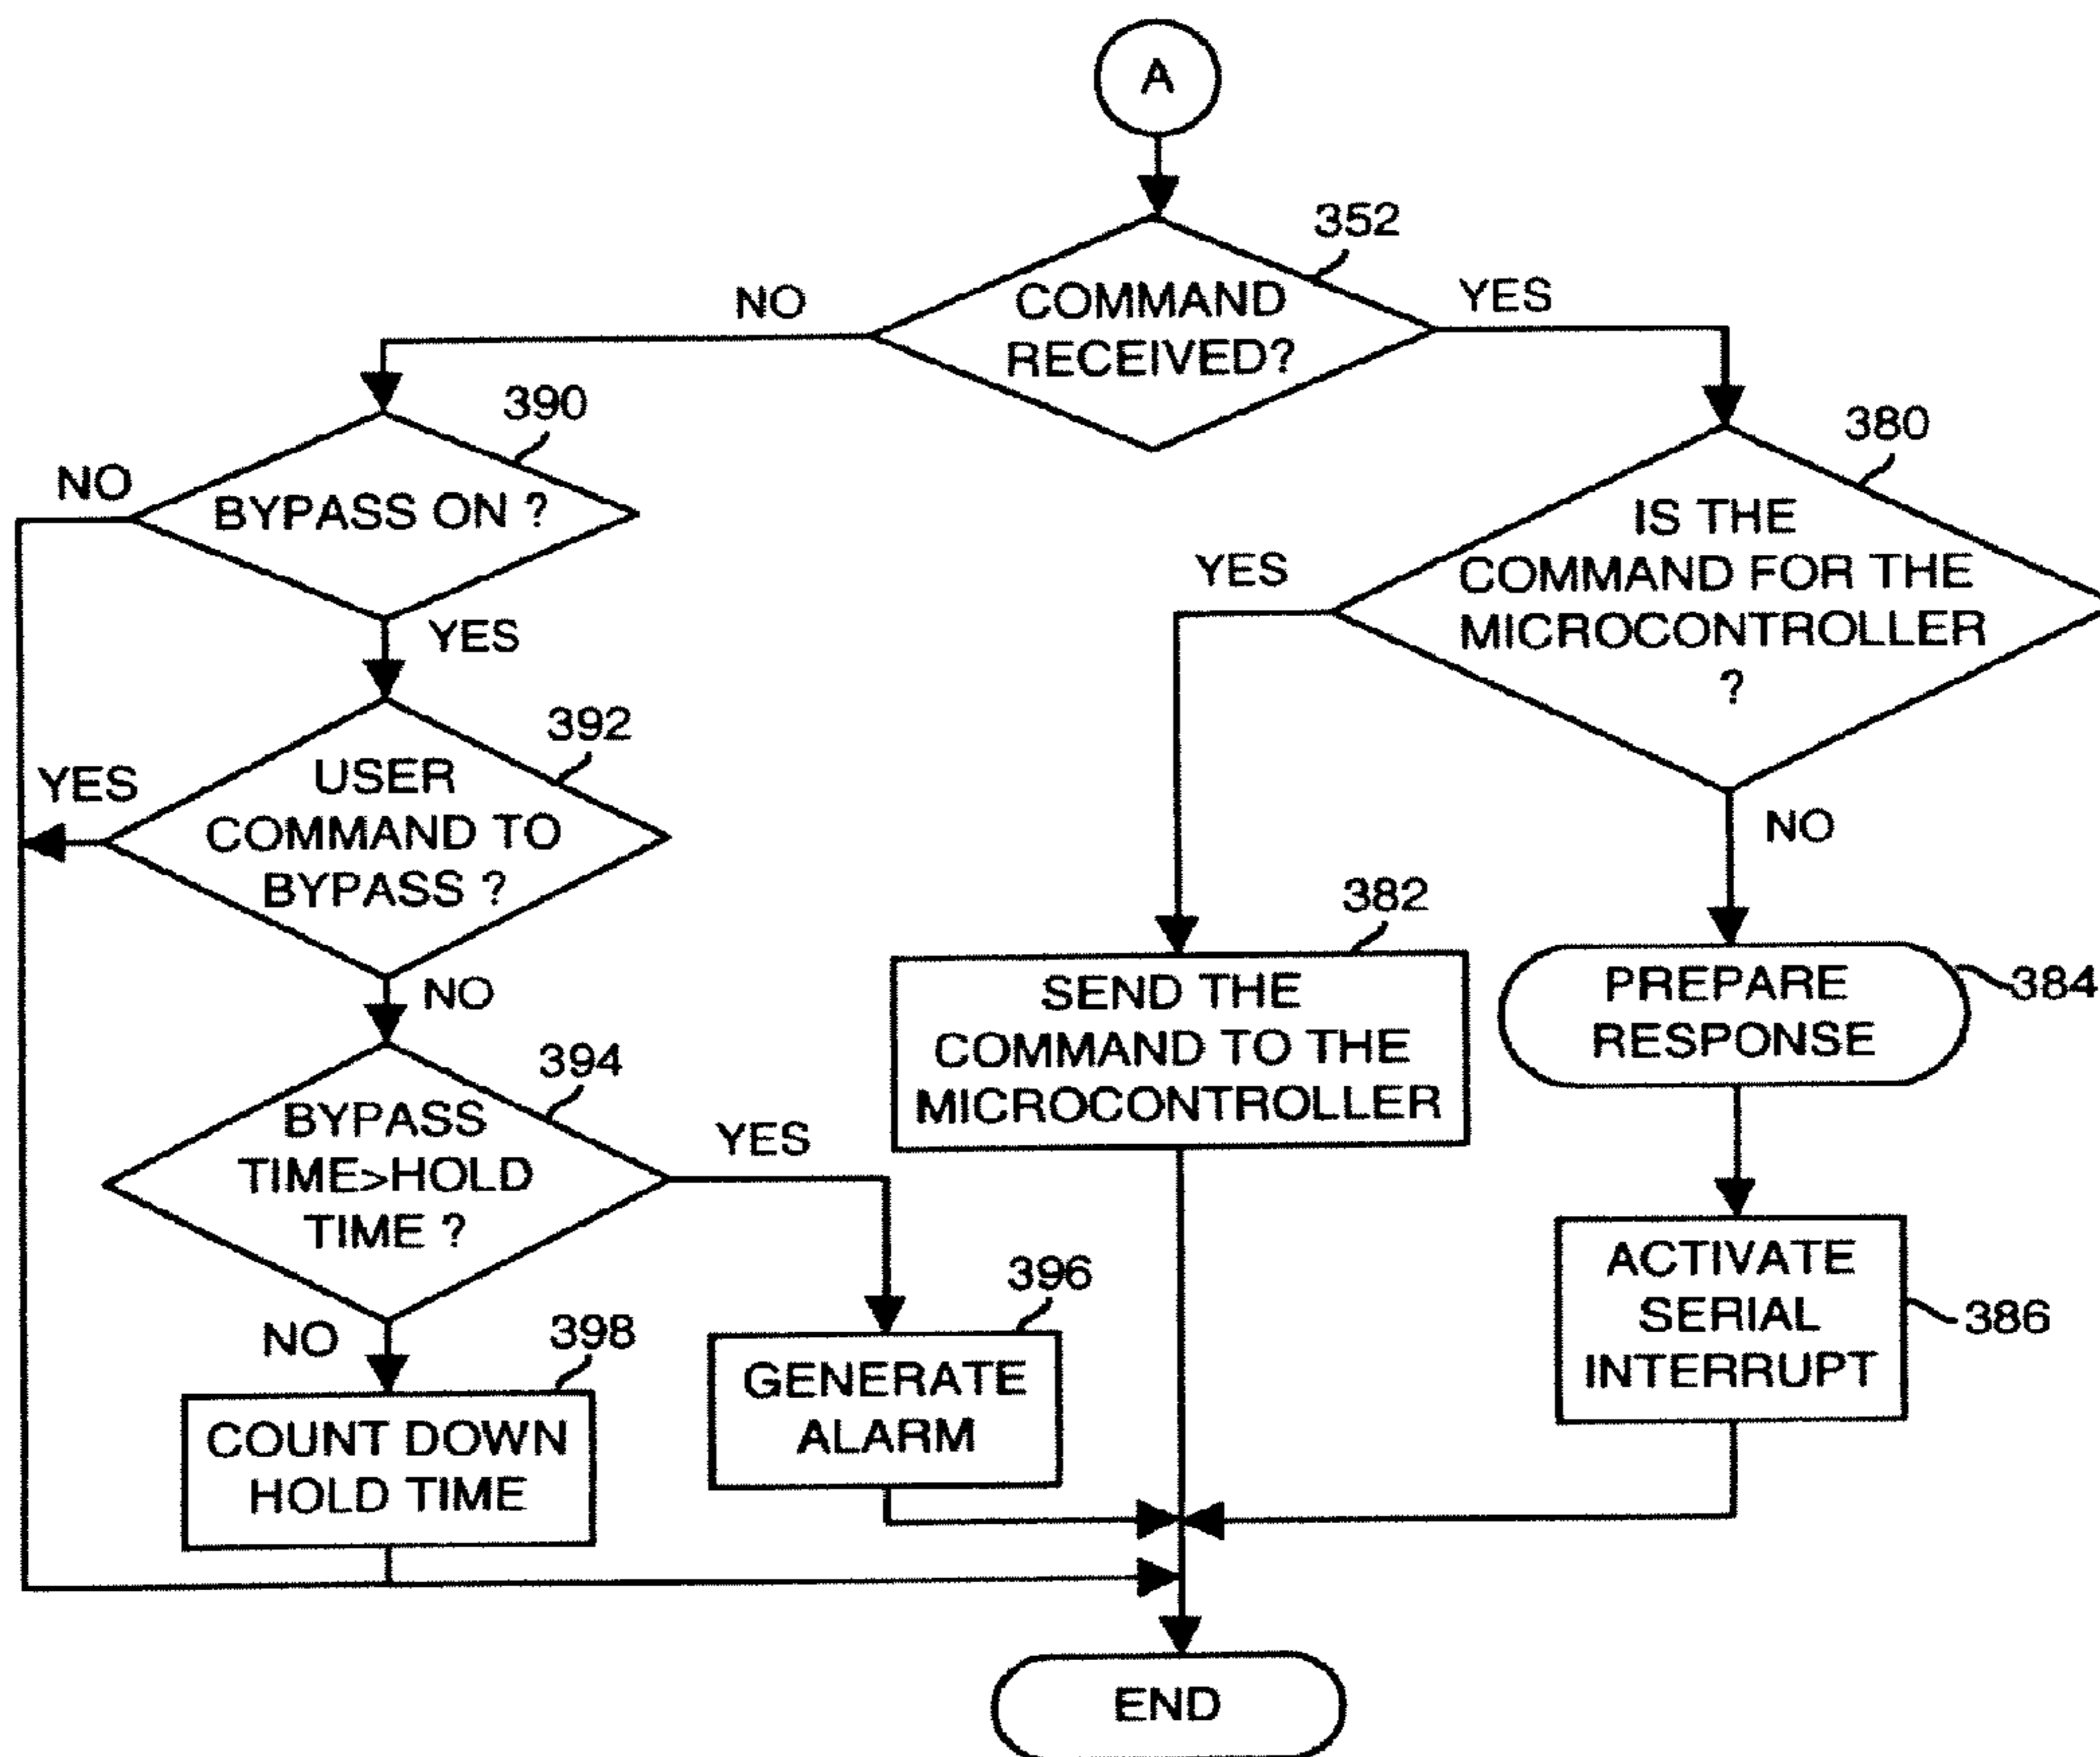 A
352
COMMAND
RECEIVED?
NO
YES
390
BYPASS ON ?
NO
YES
380
IS THE
COMMAND FOR THE
MICROCONTROLLER
?
YES
NO
392
USER
COMMAND TO
BYPASS ?
YES
NO
382
SEND THE
COMMAND TO THE
MICROCONTROLLER
PREPARE
RESPONSE
384
394
BYPASS
TIME>HOLD
TIME ?
YES
NO
396
GENERATE
ALARM
ACTIVATE
SERIAL
INTERRUPT
386
398
COUNT DOWN
HOLD TIME
END